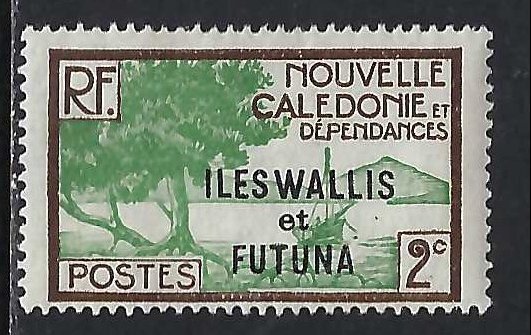 RF.
NOUVELLE
CALEDONIE ET
DÉPENDANCES
ILES WALLIS
et
FUTUNA
POSTES
2c